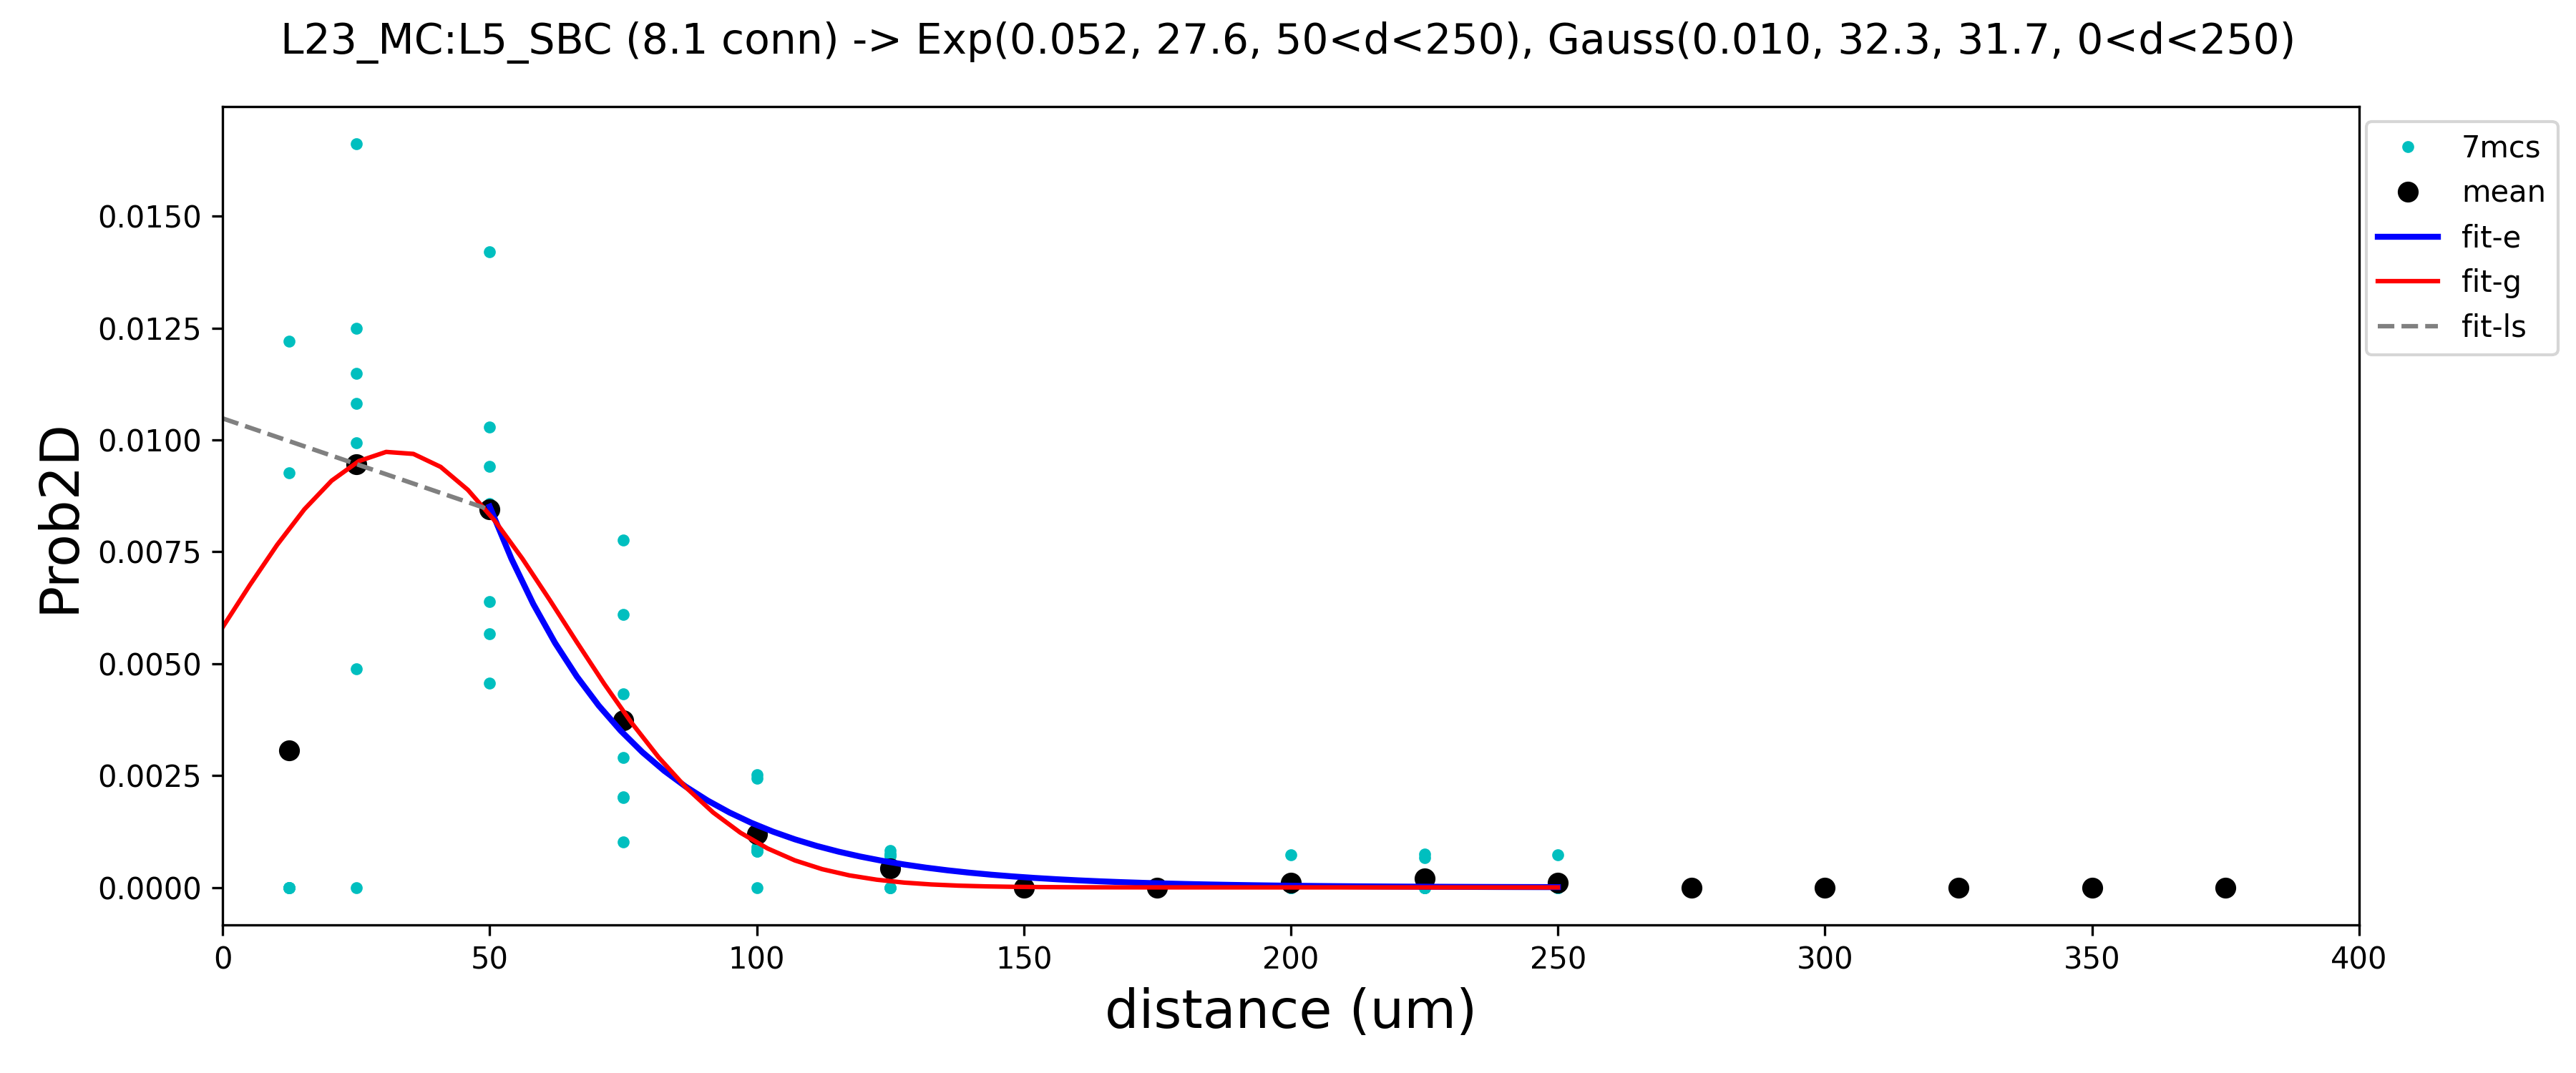 L23_MC:L5_SBC (8.1 conn) -> Exp(0.052, 27.6, 50<d<250), Gauss(0.010, 32.3, 31.7, 0<d<250)
7mcs
mean
fit-e
fit-g
fit-ls
Prob2D
0.0150
0.0125
0.0100
0.0075
0.0050
0.0025
0.0000
0 50 100 150 200 250 300 350 400
distance (um)